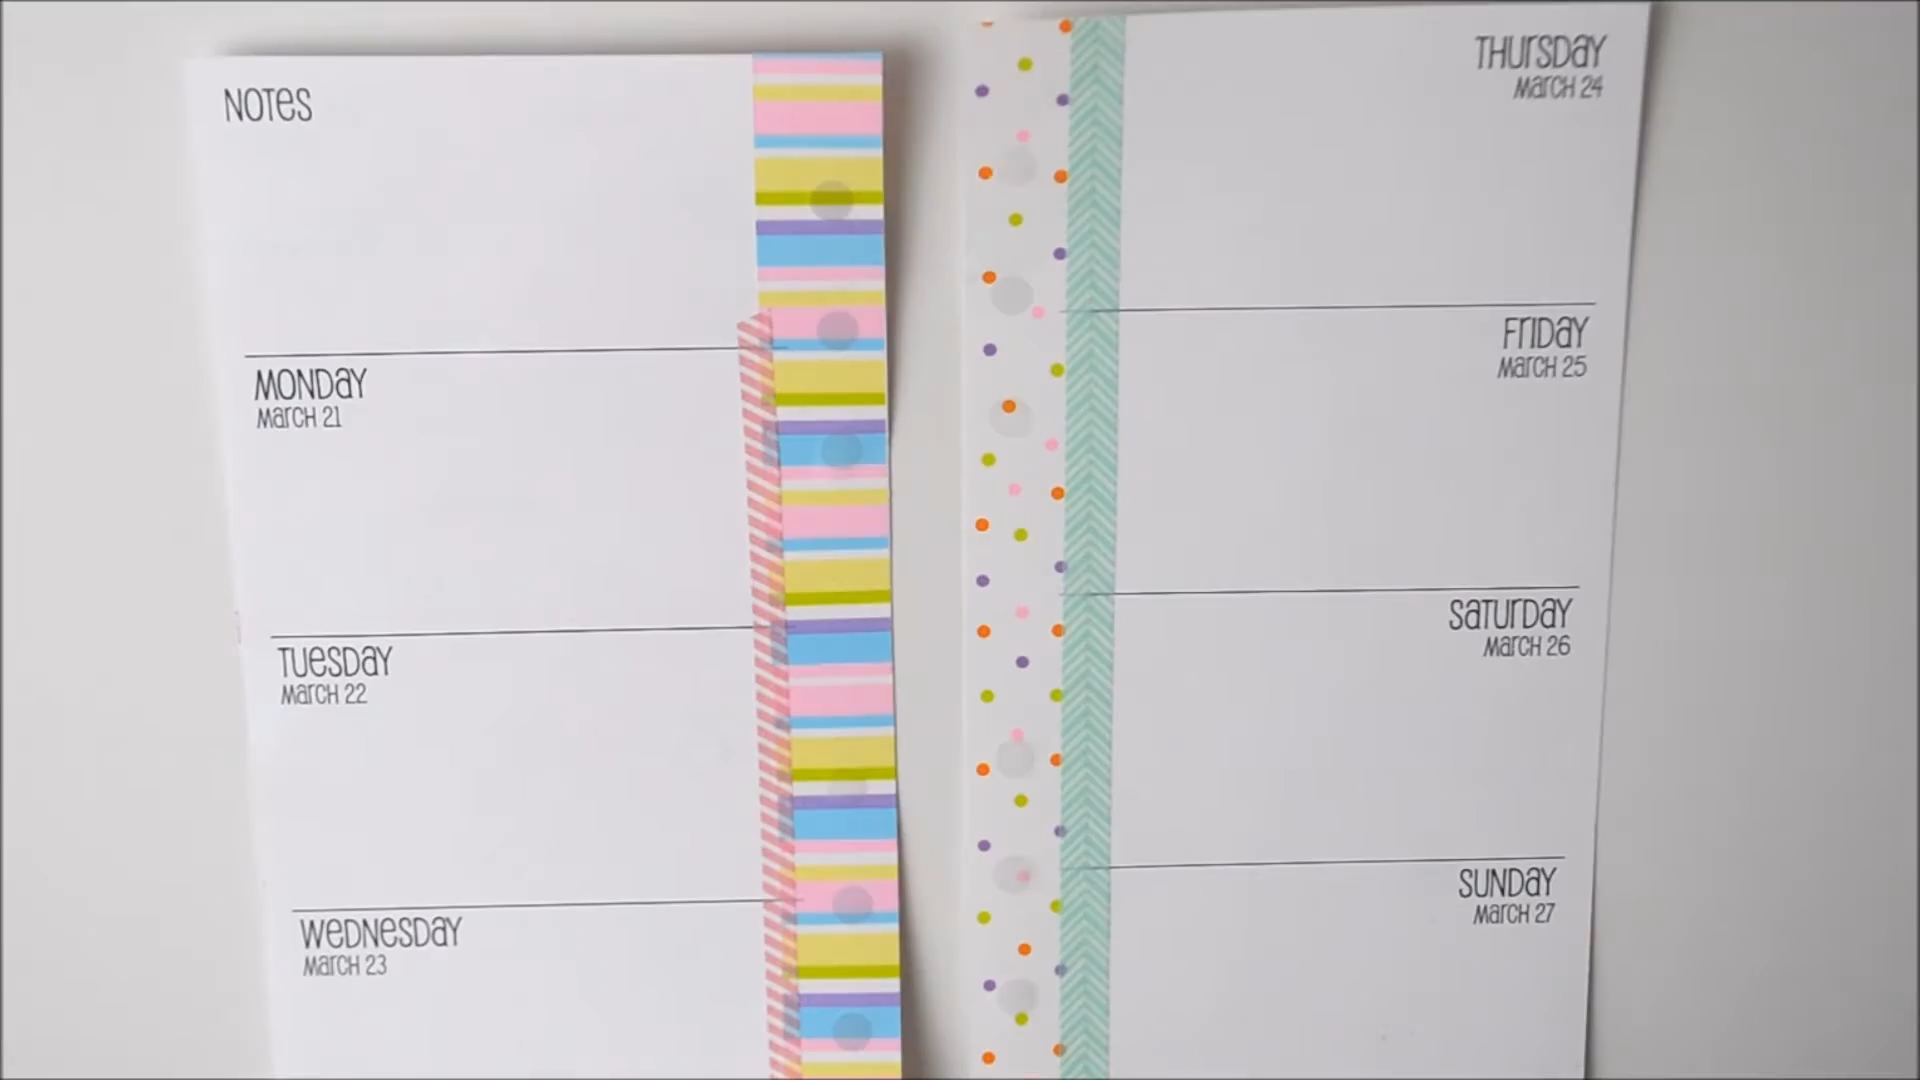 NOTES
MONDAY
MARCH 21
TUESDAY
MARCH 22
WEDNESDAY
MARCH 23
THURSDAY
MARCH 24
FRIDAY
MARCH 25
SATURDAY
MARCH 26
SUNDAY
MARCH 27